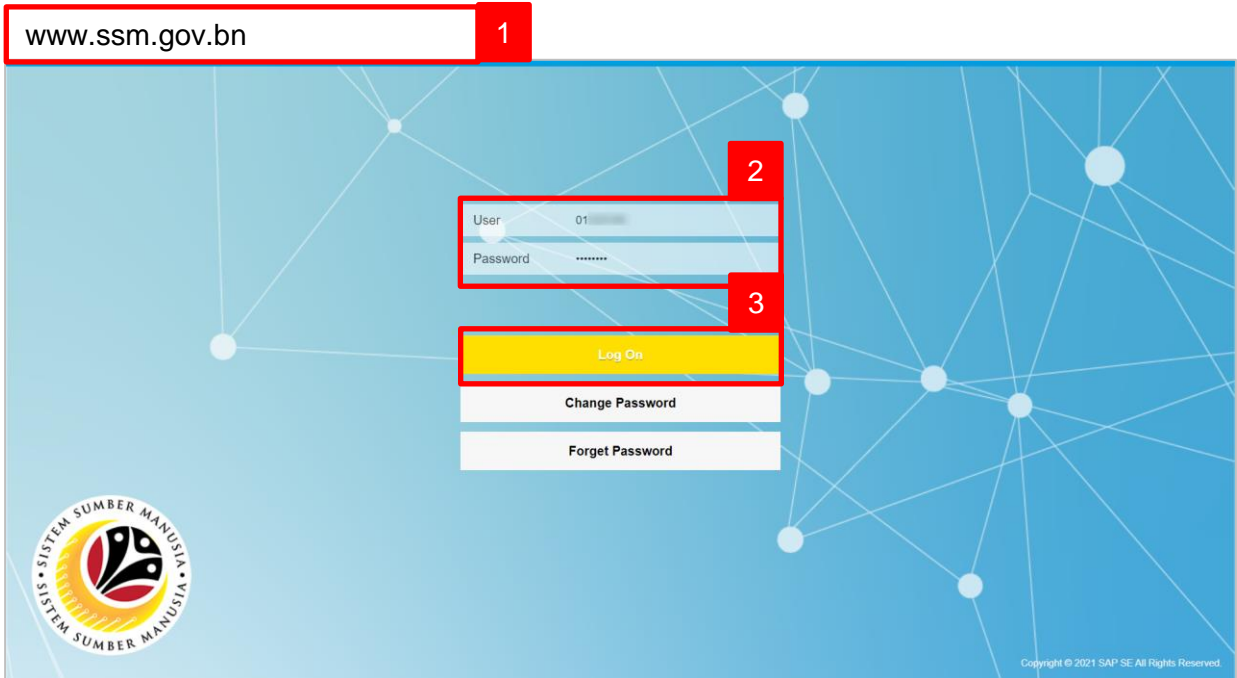 www.ssm.gov.bn
1
2
User 01
Password ········
3
Log On
Change Password
Forget Password
SISTEM SUMBER MANUSIA • SISTEM SUMBER MANUSIA •
Copyright © 2021 SAP SE All Rights Reserved.